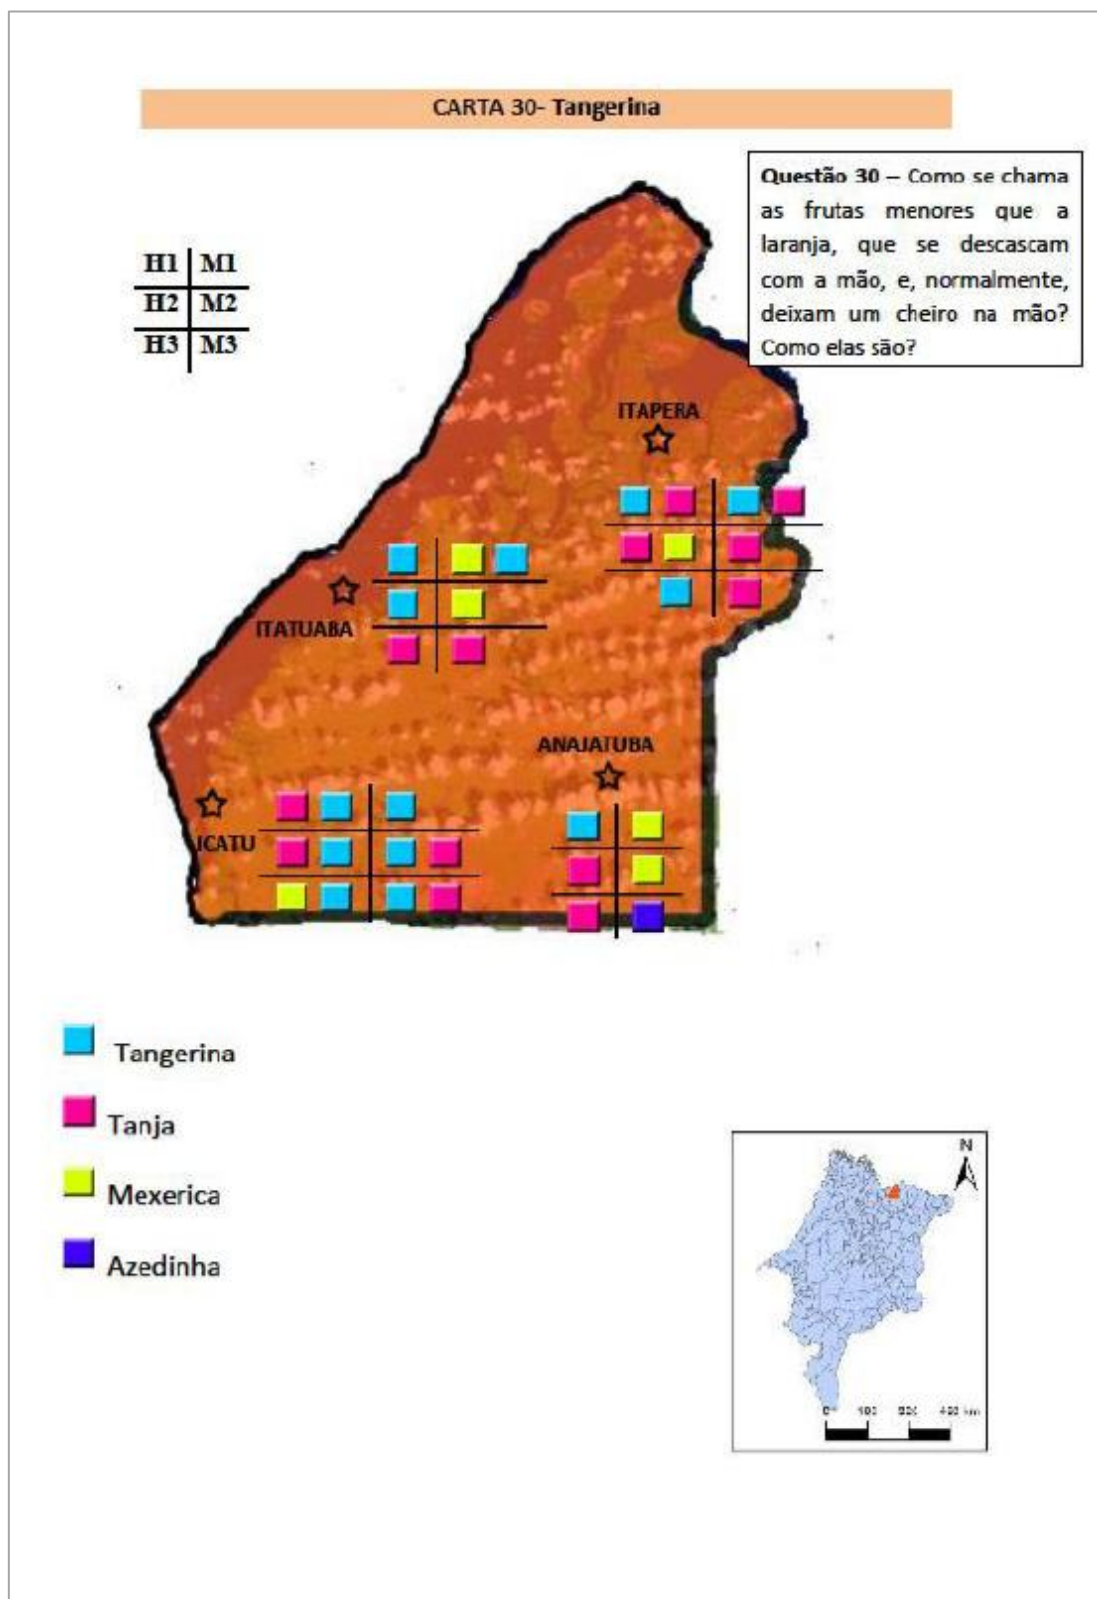 CARTA 30- Tangerina
Questão 30 – Como se chama
as frutas menores que a
laranja, que se descascam
com a mão, e, normalmente,
deixam um cheiro na mão?
Como elas são?
H1 M1
H2 M2
H3 M3
ITAPERA
ITATUABA
ANAJATUBA
ICATU
Tangerina
Tanja
Mexerica
Azedinha
N